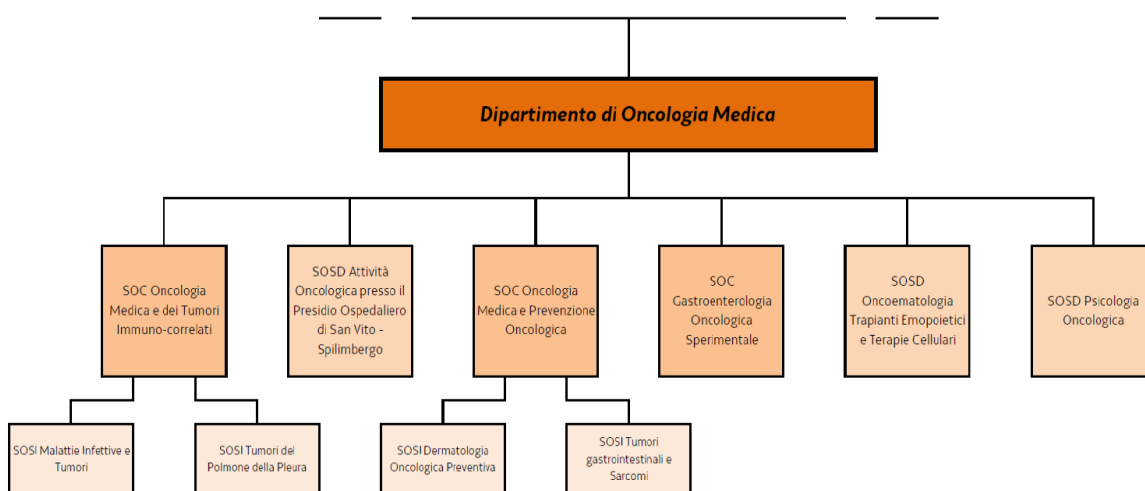 Dipartimento di Oncologia Medica
SOC Oncologia
Medica e dei Tumori
Immuno-correlati
SOSD Attività
Oncologica presso il
Presidio Ospedaliero
di San Vito -
Spilimbergo
SOC Oncologia
Medica e Prevenzione
Oncologica
SOC
Gastroenterologia
Oncologica
Sperimentale
SOSD
Oncoematologia
Trapianti Emopoietici
e Terapie Cellulari
SOSD Psicologia
Oncologica
SOSI Malattie Infettive e
Tumori
SOSI Tumori del
Polmone della Pleura
SOSI Dermatologia
Oncologica Preventiva
SOSI Tumori
gastrointestinali e
Sarcomi